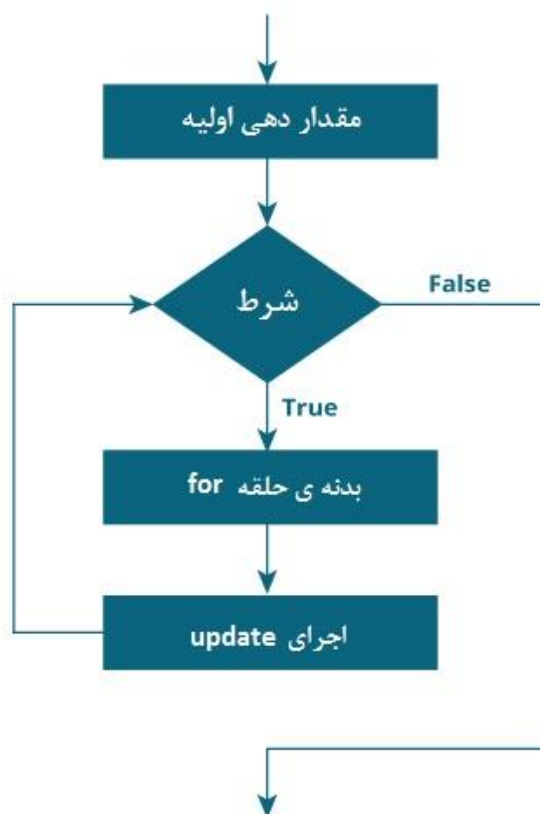 مقدار دهی اولیه
شرط
False
True
بدنه ی حلقه for
اجرای update